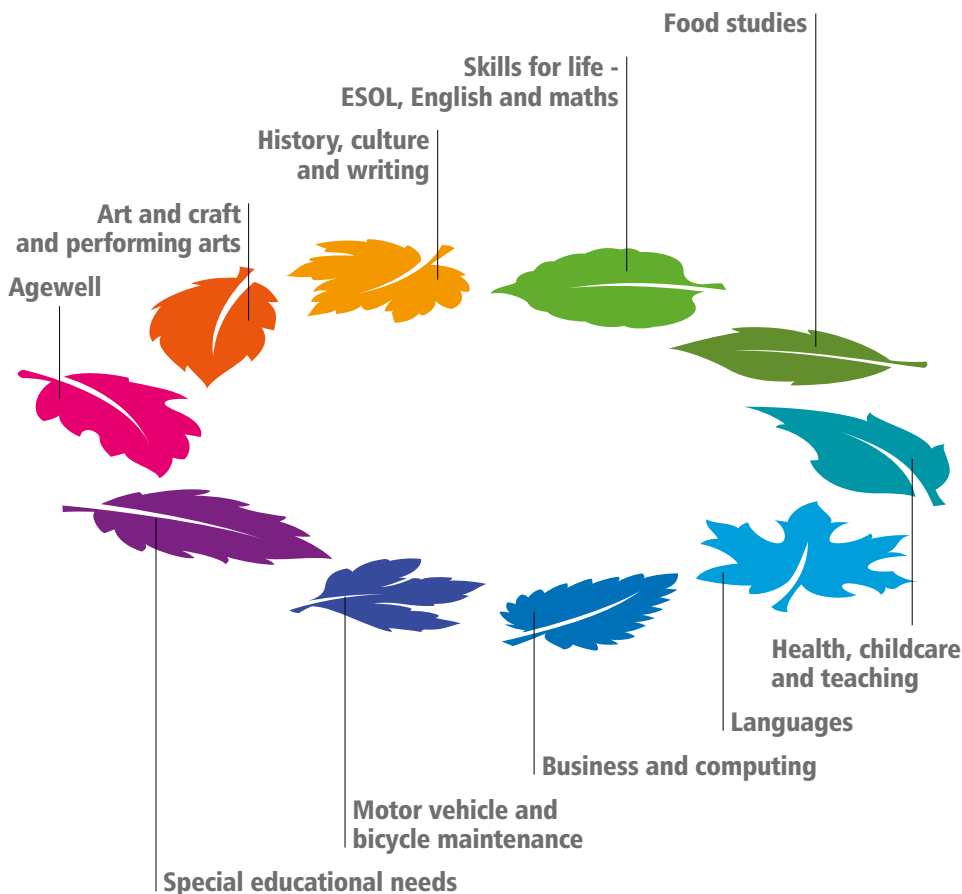 Food studies
Skills for life -
ESOL, English and maths
History, culture
and writing
Art and craft
and performing arts
Agewell
Health, childcare
and teaching
Languages
Business and computing
Motor vehicle and
bicycle maintenance
Special educational needs